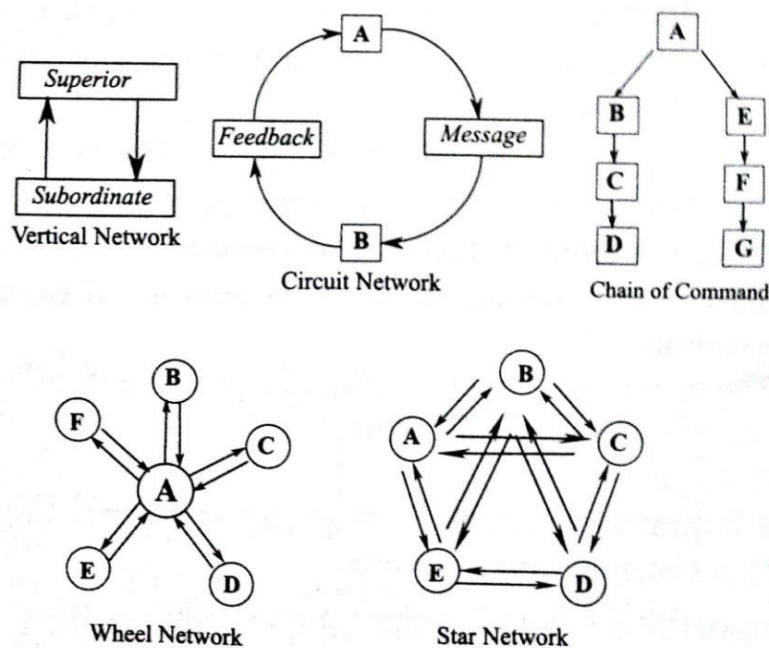 Superior
Subordinate
Vertical Network
A
Feedback
Message
B
Circuit Network
A
B
E
C
F
D
G
Chain of Command
B
F
C
A
E
D
Wheel Network
B
A
C
E
D
Star Network